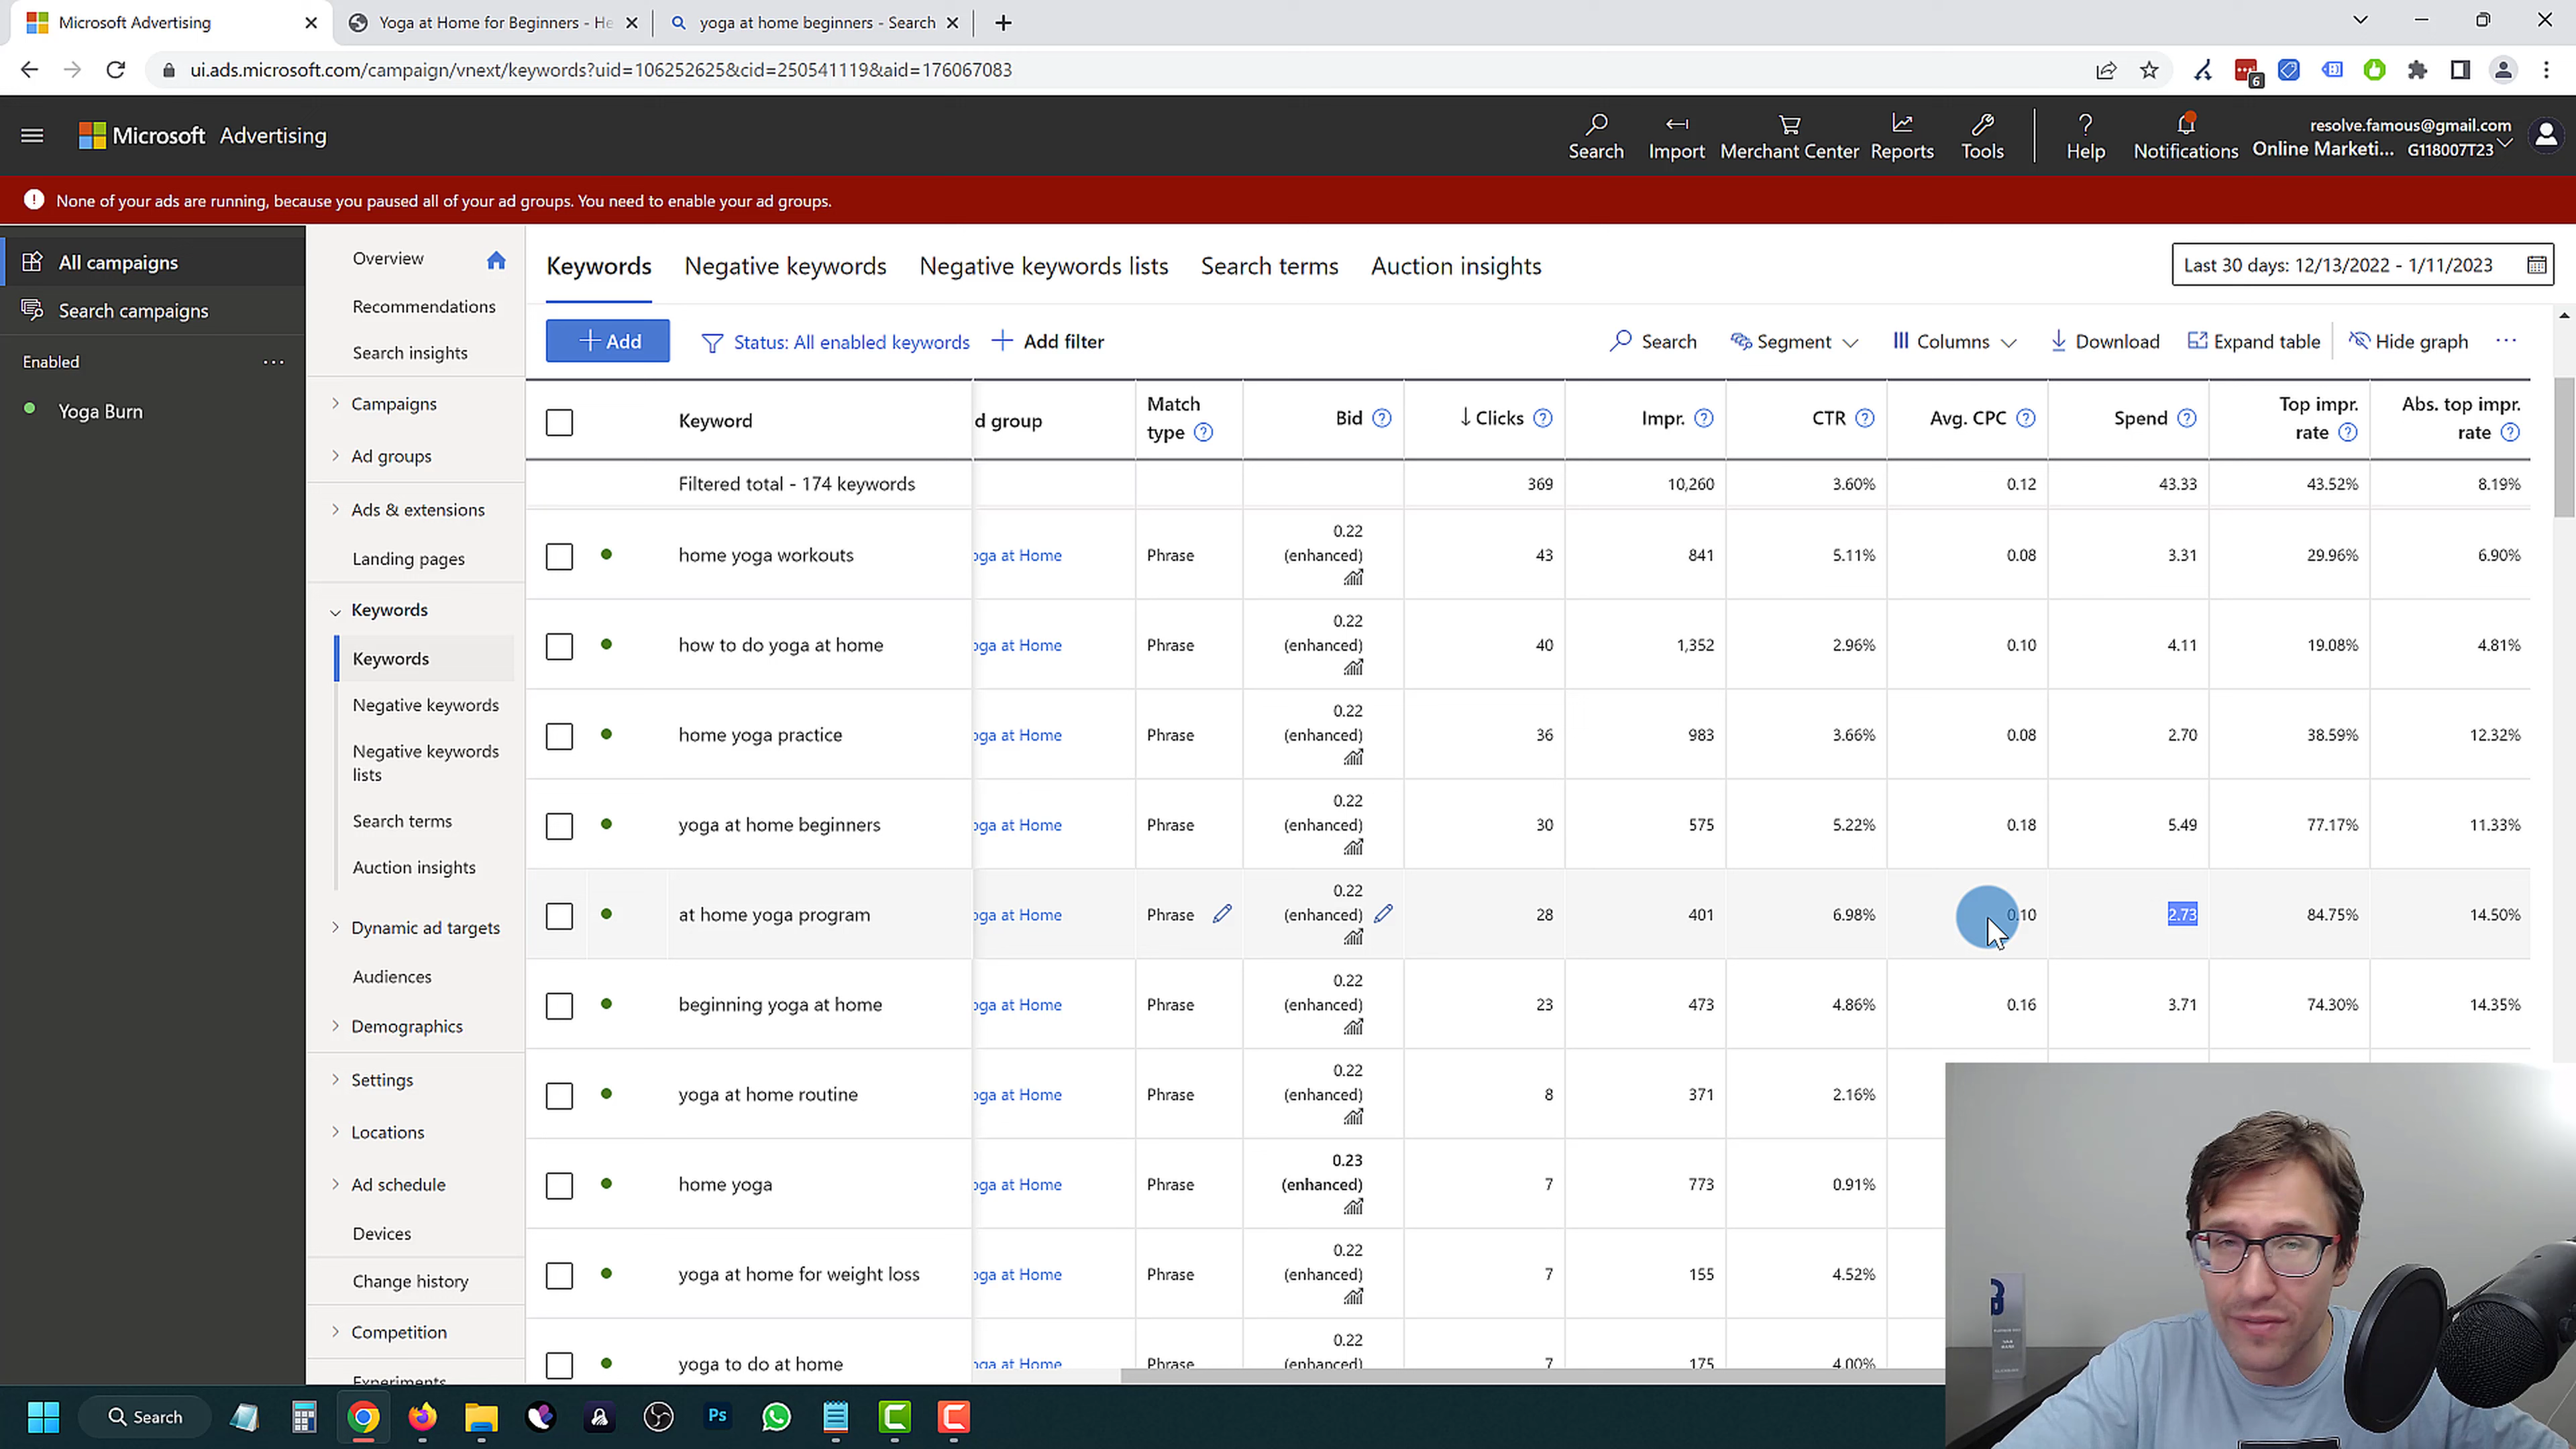 Microsoft Advertising
Yoga at Home for Beginners - He
yoga at home beginners - Search
ui.ads.microsoft.com/campaign/vnext/keywords?uid=106252625&cid=250541119&aid=176067083
6
Microsoft Advertising
Search
Import
Merchant Center
Reports
Tools
Help
Notifications
resolve.famous@gmail.com
Online Marketi... G118007T23
None of your ads are running, because you paused all of your ad groups. You need to enable your ad groups.
All campaigns
Search campaigns
Enabled
Yoga Burn
Overview
Recommendations
Search insights
Campaigns
Ad groups
Ads & extensions
Landing pages
Keywords
Keywords
Negative keywords
Negative keywords
lists
Search terms
Auction insights
Dynamic ad targets
Audiences
Demographics
Settings
Locations
Ad schedule
Devices
Change history
Competition
Experiments
Keywords Negative keywords Negative keywords lists Search terms Auction insights
Last 30 days: 12/13/2022 - 1/11/2023
Add
Status: All enabled keywords
Add filter
Search
Segment
Columns
Download
Expand table
Hide graph
Keyword d group Match type Bid Clicks Impr. CTR Avg. CPC Spend Top impr. rate Abs. top impr. rate
Filtered total - 174 keywords 369 10,260 3.60% 0.12 43.33 43.52% 8.19%
home yoga workouts oga at Home Phrase 0.22 (enhanced) 43 841 5.11% 0.08 3.31 29.96% 6.90%
how to do yoga at home oga at Home Phrase 0.22 (enhanced) 40 1,352 2.96% 0.10 4.11 19.08% 4.81%
home yoga practice oga at Home Phrase 0.22 (enhanced) 36 983 3.66% 0.08 2.70 38.59% 12.32%
yoga at home beginners oga at Home Phrase 0.22 (enhanced) 30 575 5.22% 0.18 5.49 77.17% 11.33%
at home yoga program oga at Home Phrase 0.22 (enhanced) 28 401 6.98% 0.10 2.73 84.75% 14.50%
beginning yoga at home oga at Home Phrase 0.22 (enhanced) 23 473 4.86% 0.16 3.71 74.30% 14.35%
yoga at home routine oga at Home Phrase 0.22 (enhanced) 8 371 2.16%
home yoga oga at Home Phrase 0.23 (enhanced) 7 773 0.91%
yoga at home for weight loss oga at Home Phrase 0.22 (enhanced) 7 155 4.52%
yoga to do at home oga at Home Phrase 0.22 (enhanced) 7 175 4.00%
Search
Ps